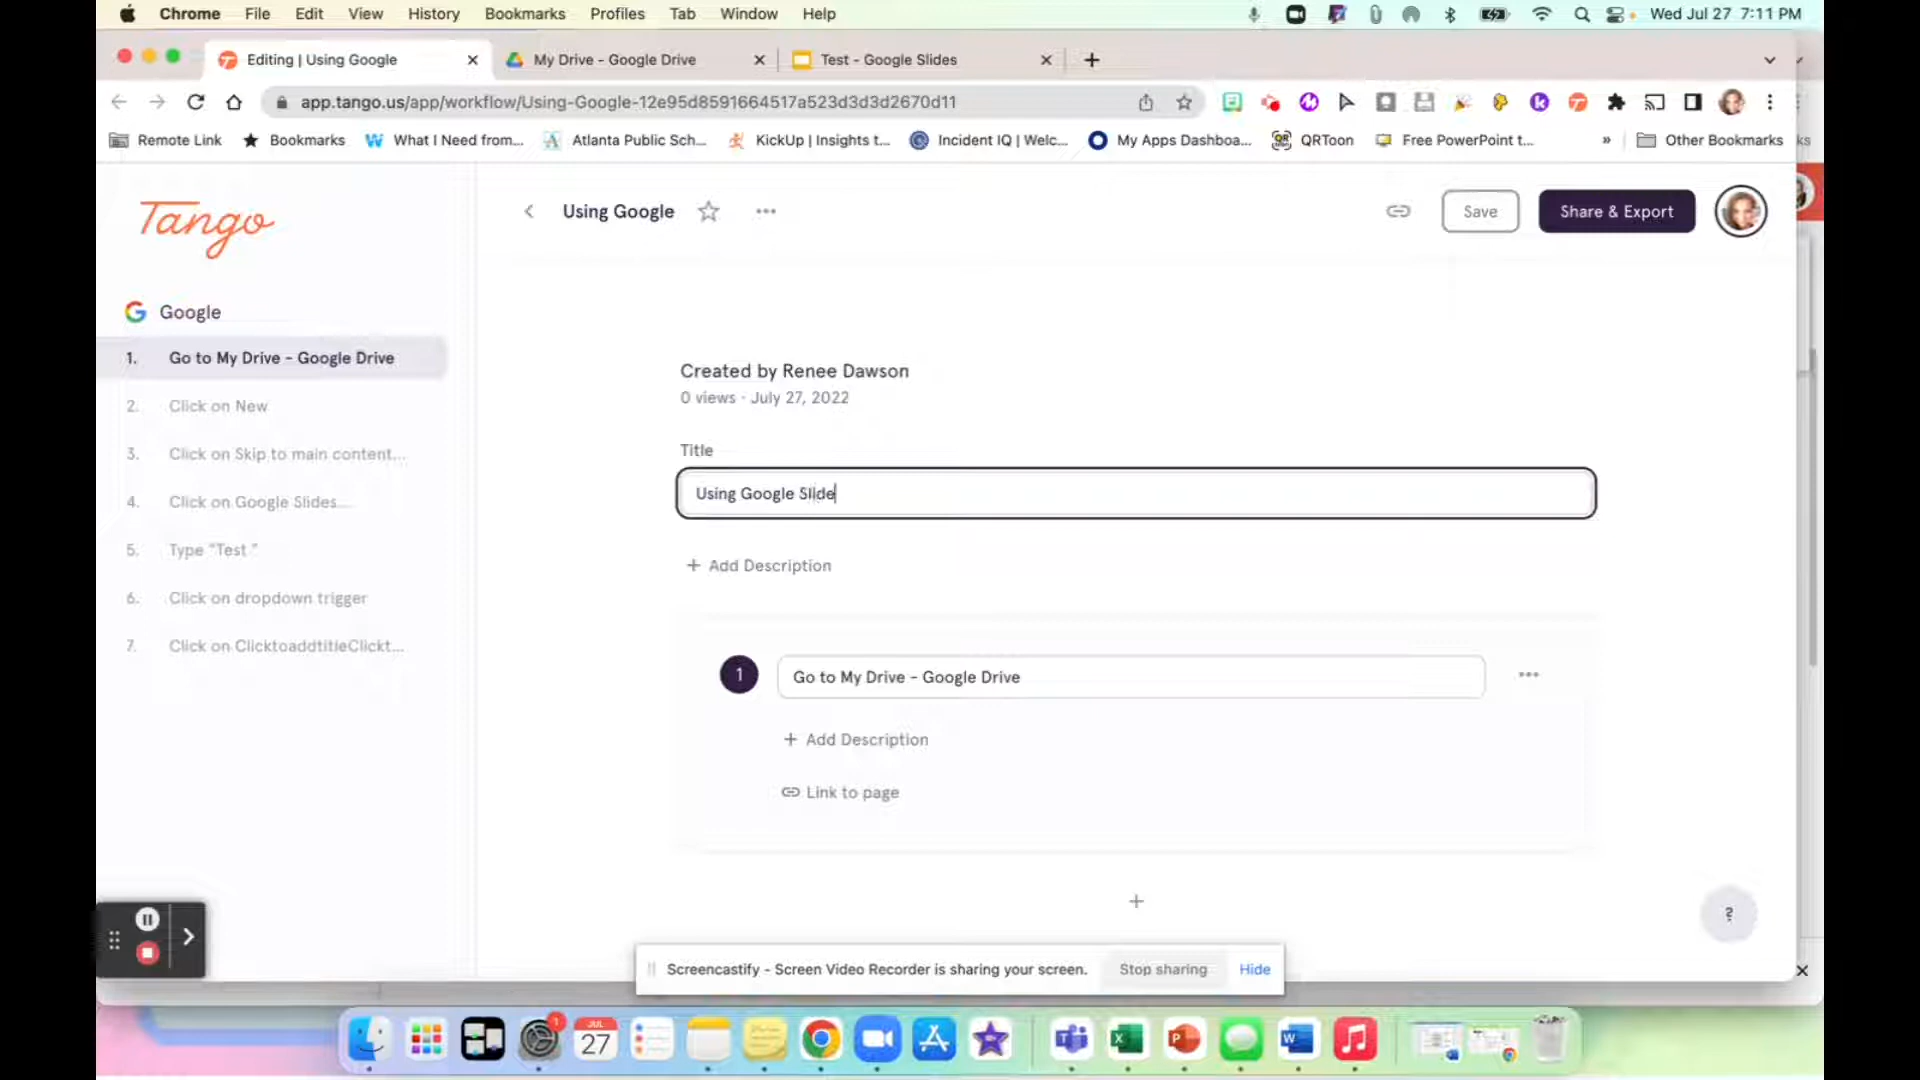 Chrome File Edit View History Bookmarks Profiles Tab Window Help Wed Jul 27 7:11 PM
Editing | Using Google My Drive - Google Drive Test - Google Slides
app.tango.us/app/workflow/Using-Google-12e95d8591664517a523d3d3d2670d11
Remote Link Bookmarks What I Need from... Atlanta Public Sch... KickUp | Insights t... Incident IQ | Welc... My Apps Dashboa... QRToon Free PowerPoint t... » Other Bookmarks ks
Tango
Using Google
Save
Share & Export
Google
1. Go to My Drive - Google Drive
2. Click on New
3. Click on Skip to main content...
4. Click on Google Slides...
5. Type "Test "
6. Click on dropdown trigger
7. Click on ClicktoaddtitleClickt...
Created by Renee Dawson
0 views · July 27, 2022
Title
Using Google Slide
+ Add Description
1 Go to My Drive - Google Drive
+ Add Description
Link to page
+
?
Screencastify - Screen Video Recorder is sharing your screen. Stop sharing Hide
1
JUL
27